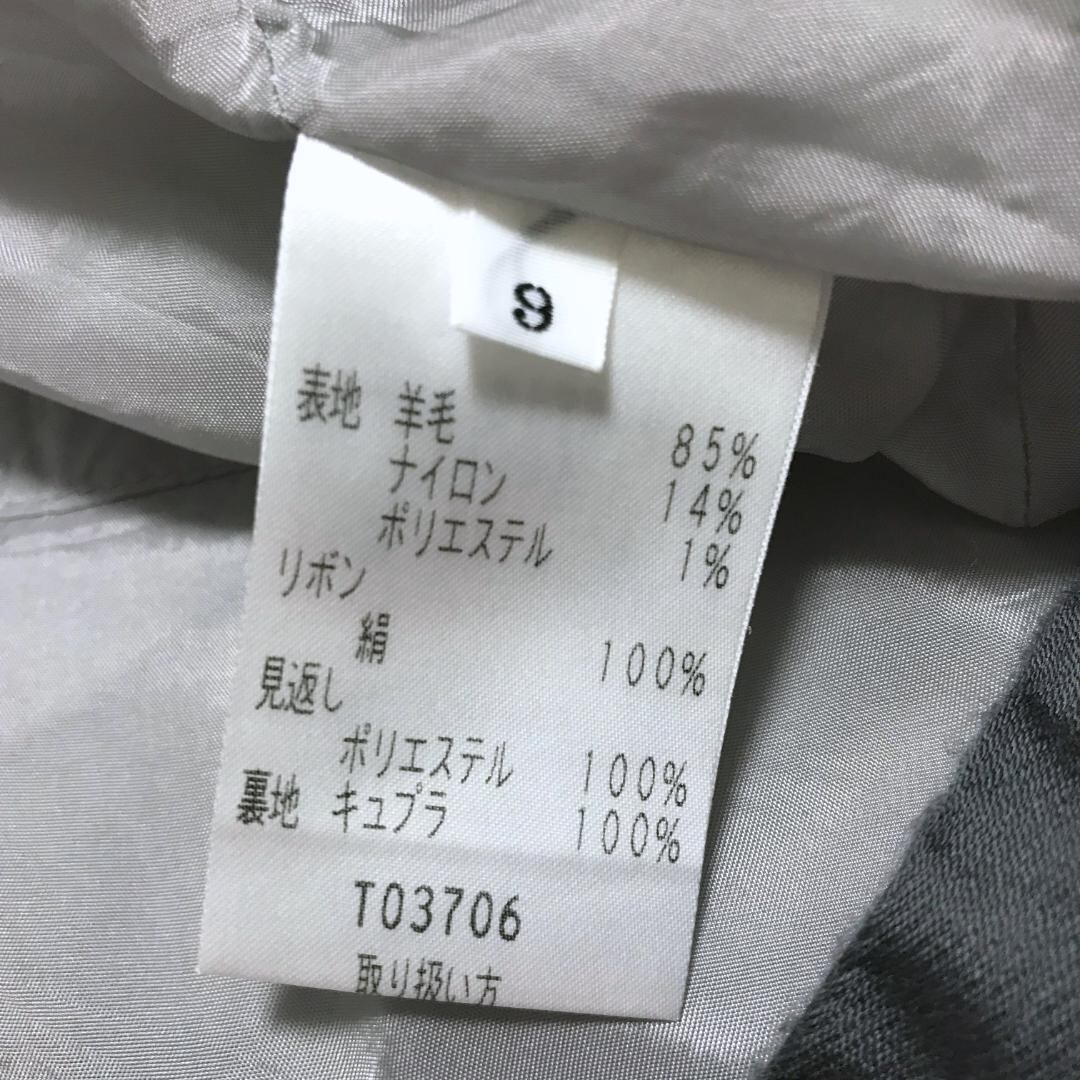 9
表地 羊毛 85%
ナイロン 14%
ポリエステル 1%
リボン
絹 100%
見返し
ポリエステル 100%
裏地 キュプラ 100%
T03706
取り扱い方